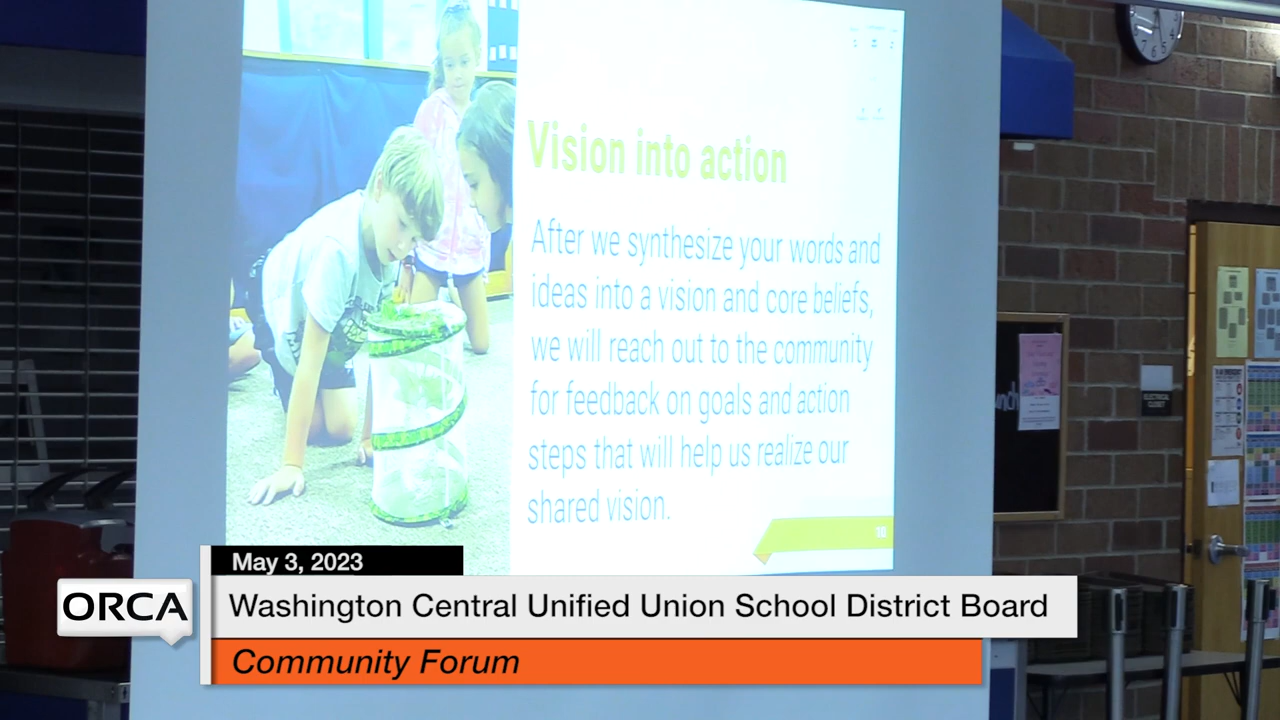 Vision into action
After we synthesize your words and
ideas into a vision and core beliefs,
we will reach out to the community
for feedback on goals and action
steps that will help us realize our
shared vision.
May 3, 2023
ORCA
Washington Central Unified Union School District Board
Community Forum
ELECTRICAL
CLOSET